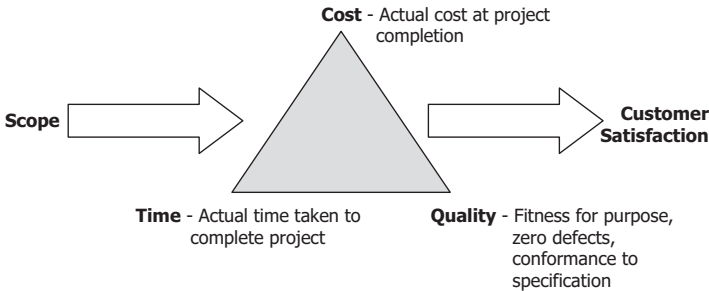 Cost - Actual cost at project
completion
Scope
Customer
Satisfaction
Time - Actual time taken to
complete project
Quality - Fitness for purpose,
zero defects,
conformance to
specification